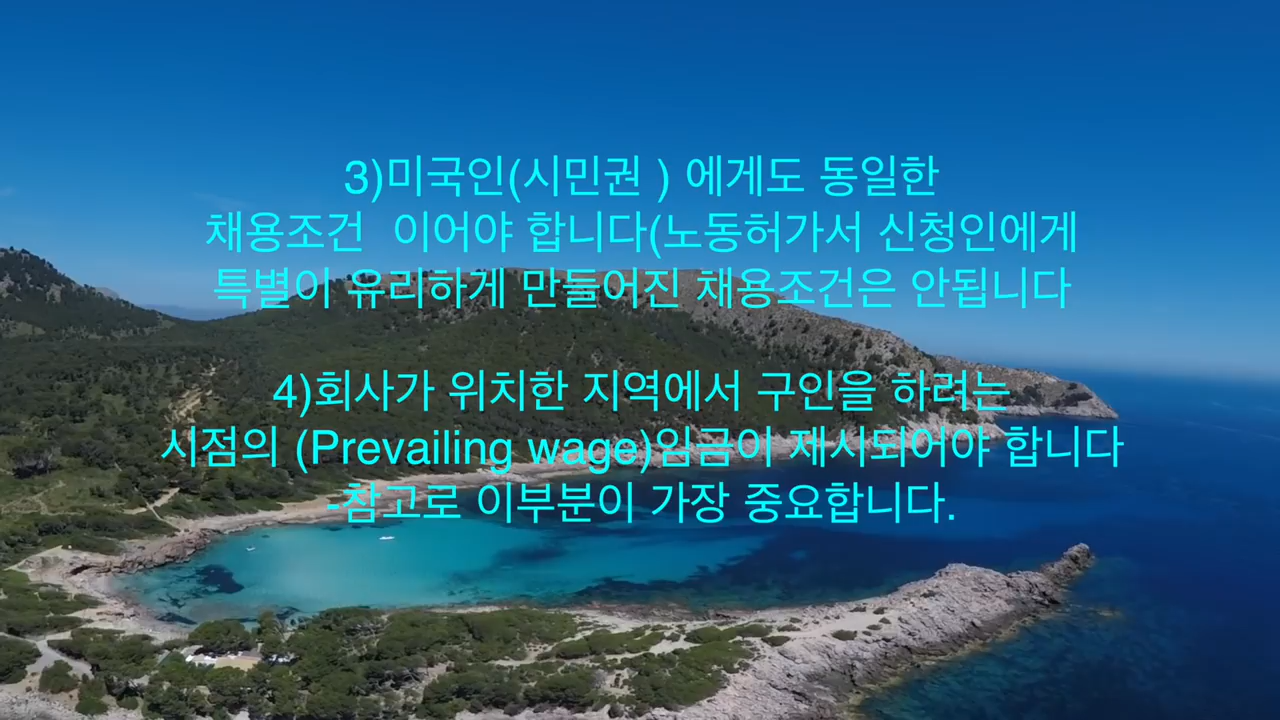 3)미국인(시민권 ) 에게도 동일한
채용조건  이어야 합니다(노동허가서 신청인에게
특별이 유리하게 만들어진 채용조건은 안됩니다
4)회사가 위치한 지역에서 구인을 하려는
시점의 (Prevailing wage)임금이 제시되어야 합니다
-참고로 이부분이 가장 중요합니다.